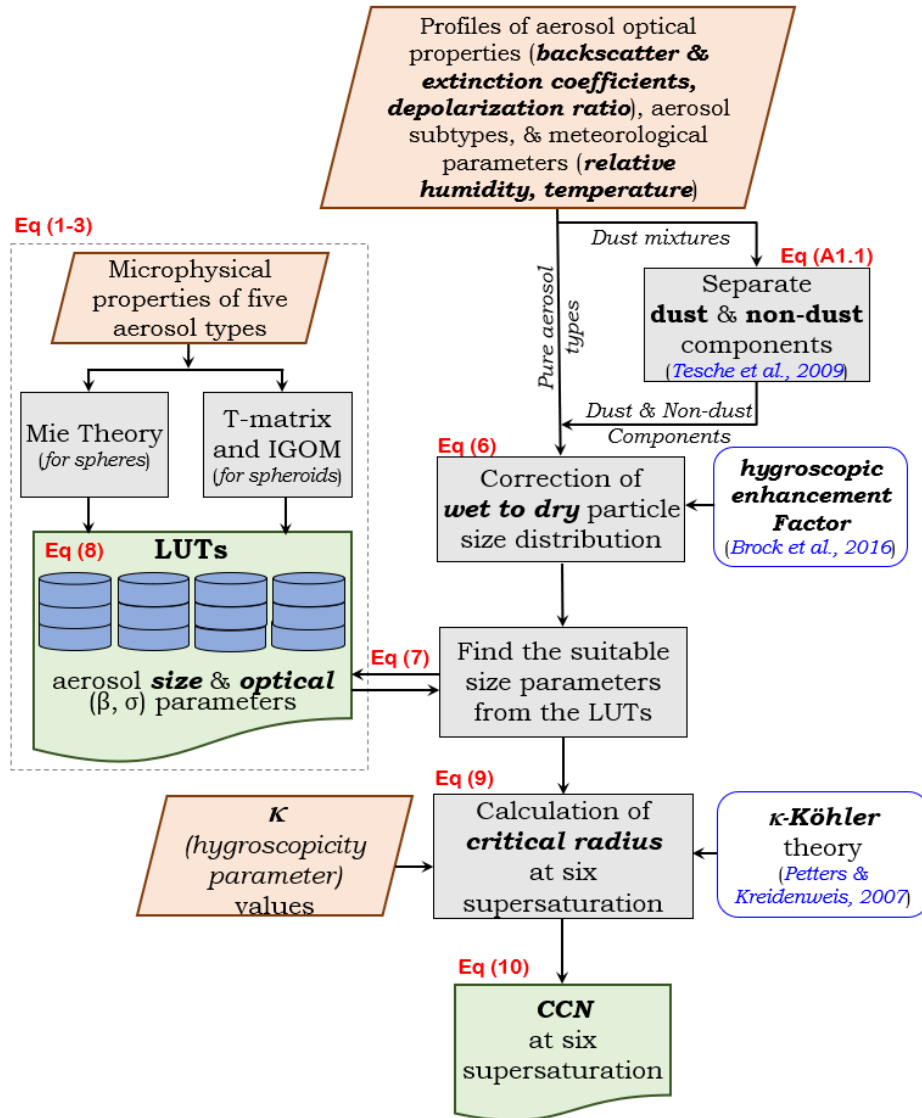 Profiles of aerosol optical
properties (backscatter &
extinction coefficients,
depolarization ratio), aerosol
subtypes, & meteorological
parameters (relative
humidity, temperature)
Eq (1-3)
Microphysical
properties of five
aerosol types
Mie Theory
(for spheres)
T-matrix
and IGOM
(for spheroids)
Eq (8)
LUTs
aerosol size & optical
(β, σ) parameters
Dust mixtures
Pure aerosol
types
Eq (A1.1)
Separate
dust & non-dust
components
(Tesche et al., 2009)
Dust & Non-dust
Components
Eq (6)
Correction of
wet to dry particle
size distribution
hygroscopic
enhancement
Factor
(Brock et al., 2016)
Eq (7)
Find the suitable
size parameters
from the LUTs
Eq (9)
κ
(hygroscopicity
parameter)
values
Calculation of
critical radius
at six
supersaturation
κ-Köhler
theory
(Petters &
Kreidenweis, 2007)
Eq (10)
CCN
at six
supersaturation